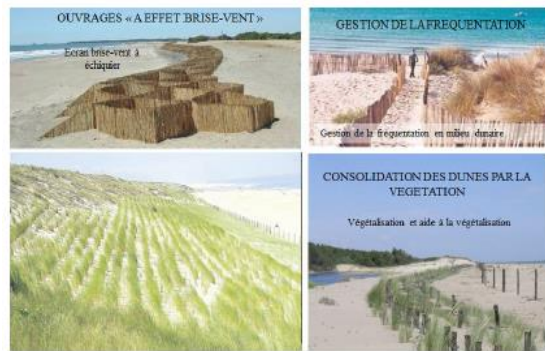 OUVRAGES « A EFFET BRISE-VENT »
Ecran brise-vent à
échiquier
GESTION DE LA FREQUENTATION
Gestion de la fréquentation en milieu dunaire
CONSOLIDATION DES DUNES PAR LA
VEGETATION
Végétalisation et aide à la végétalisation